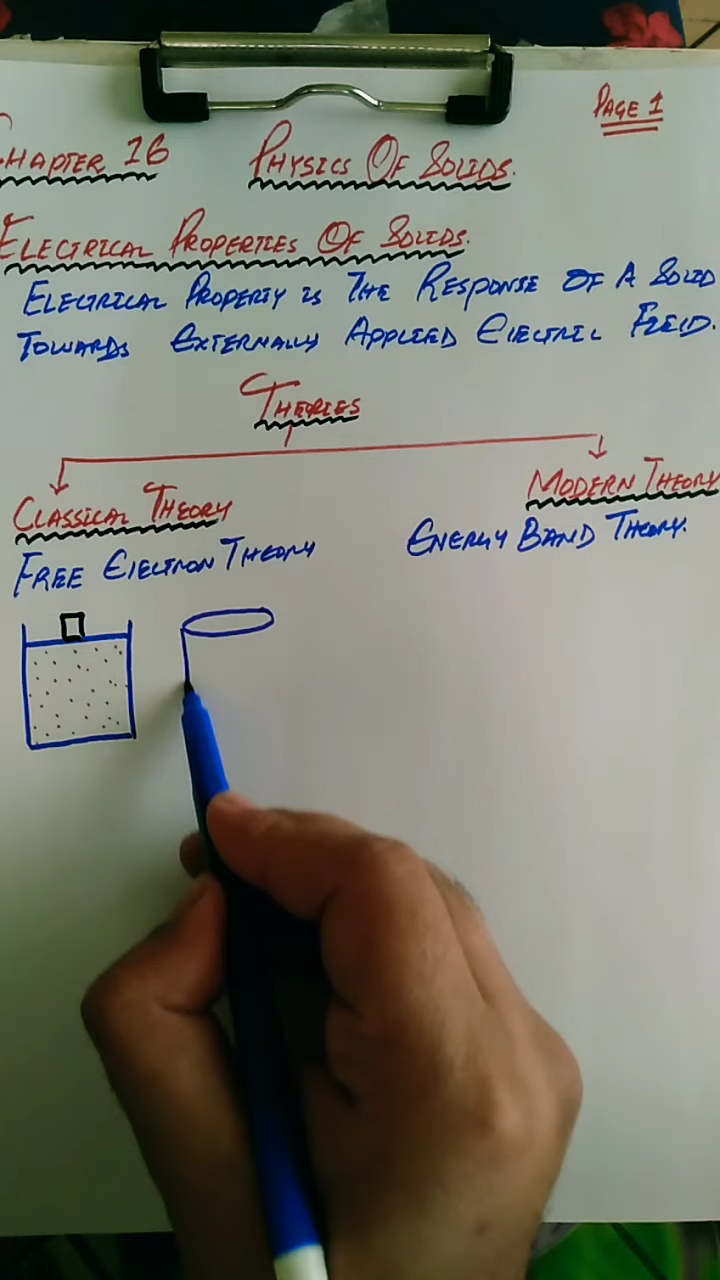 PAGE 1
CHAPTER 16 PHYSICS OF SOLIDS.
ELECTRICAL PROPERTIES OF SOLIDS.
ELECTRICAL PROPERTY IS THE RESPONSE OF A SOLID
TOWARDS EXTERNALLY APPLIED ELECTRIC FIELD.
THEORIES
CLASSICAL THEORY
MODERN THEORY
FREE ELECTRON THEORY
ENERGY BAND THEORY.